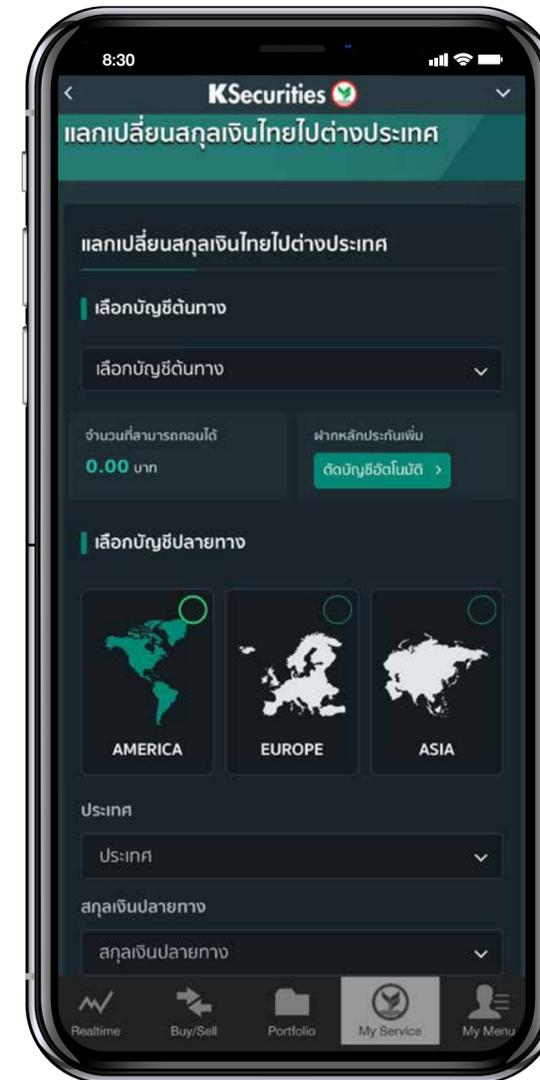 8:30
KSecurities
แลกเปลี่ยนสกุลเงินไทยไปต่างประเทศ
แลกเปลี่ยนสกุลเงินไทยไปต่างประเทศ
เลือกบัญชีต้นทาง
เลือกบัญชีต้นทาง
จำนวนที่สามารถถอนได้
0.00 บาท
ฝากหลักประกันเพิ่ม
ตัดบัญชีอัตโนมัติ >
เลือกบัญชีปลายทาง
AMERICA
EUROPE
ASIA
ประเทศ
ประเทศ
สกุลเงินปลายทาง
สกุลเงินปลายทาง
Realtime
Buy/Sell
Portfolio
My Service
My Menu